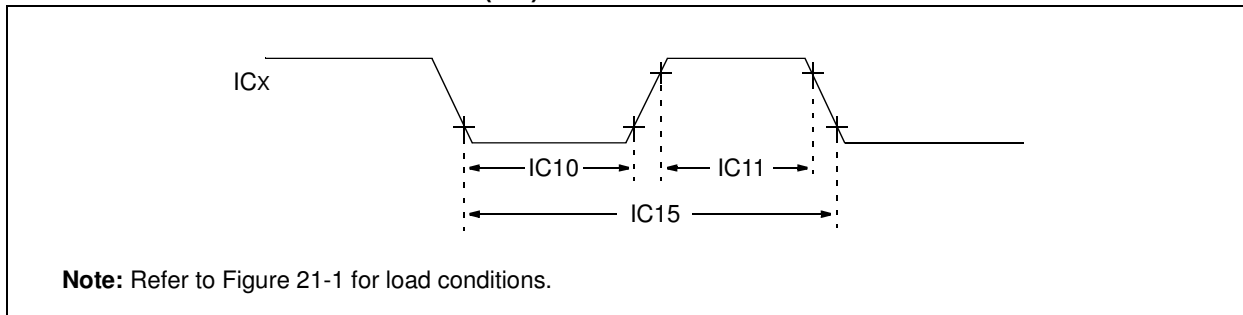 ICX
IC10
IC11
IC15
Note: Refer to Figure 21-1 for load conditions.